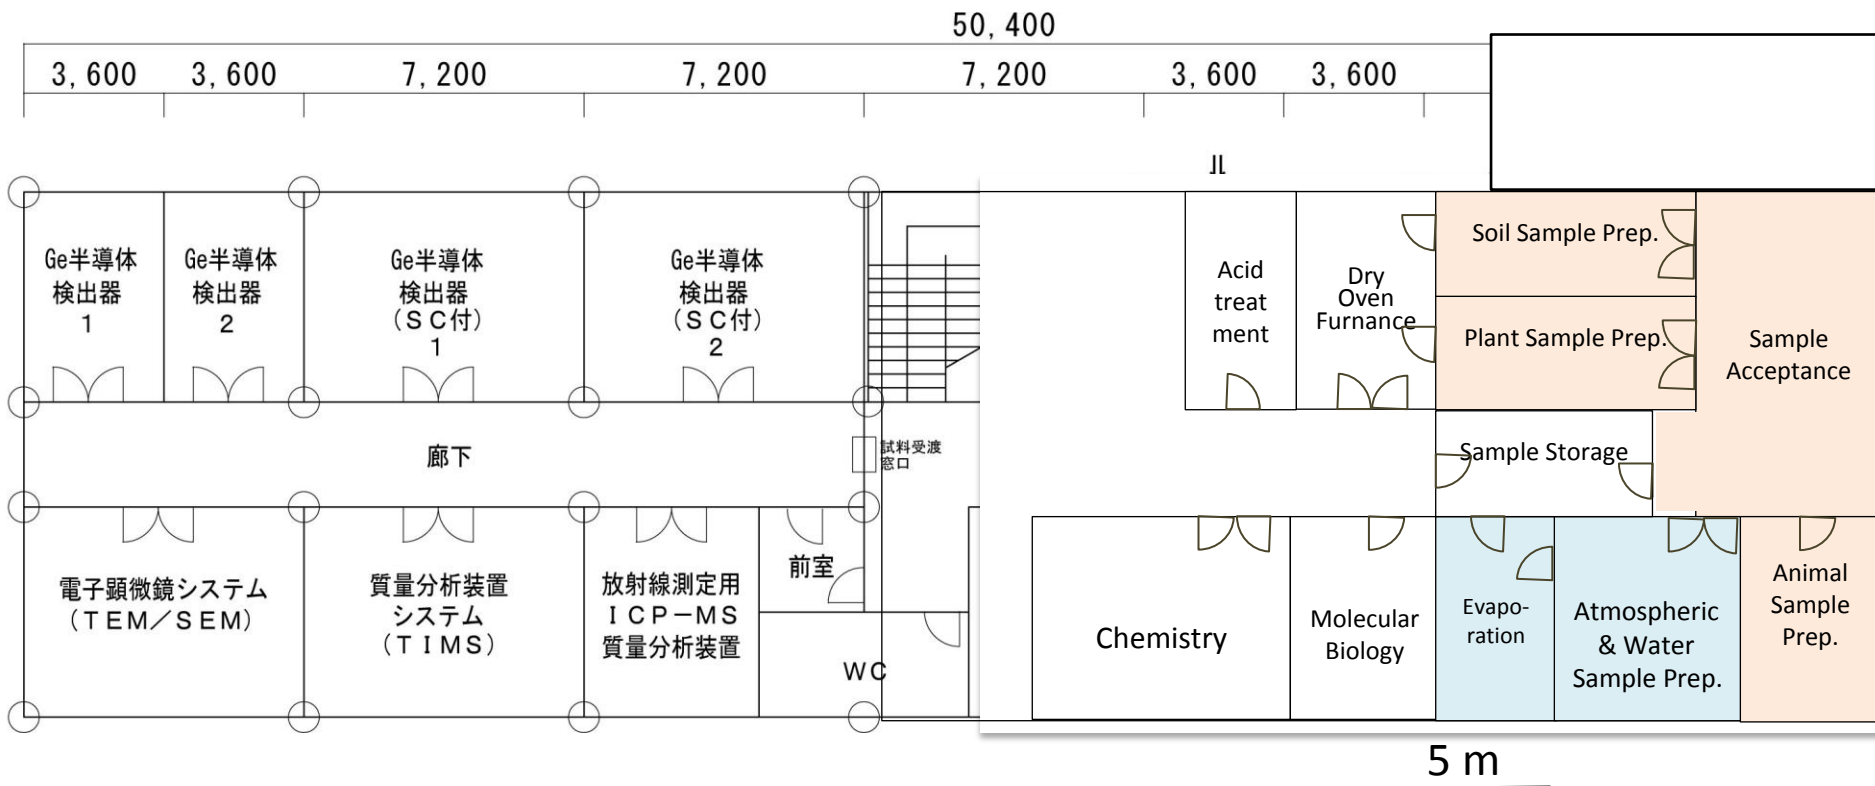 50,400
3,600
3,600
7,200
7,200
7,200
3,600
3,600
Ge半導体
検出器
1
Ge半導体
検出器
2
Ge半導体
検出器
(SC付)
1
Ge半導体
検出器
(SC付)
2
Acid
treat
ment
Dry
Oven
Furnance
Soil Sample Prep.
Plant Sample Prep.
Sample
Acceptance
廊下
試料受渡
窓口
Sample Storage
電子顕微鏡システム
(TEM/SEM)
質量分析装置
システム
(TIMS)
放射線測定用
ICP-MS
質量分析装置
前室
WC
Chemistry
Molecular
Biology
Evapo-
ration
Atmospheric
& Water
Sample Prep.
Animal
Sample
Prep.
5 m